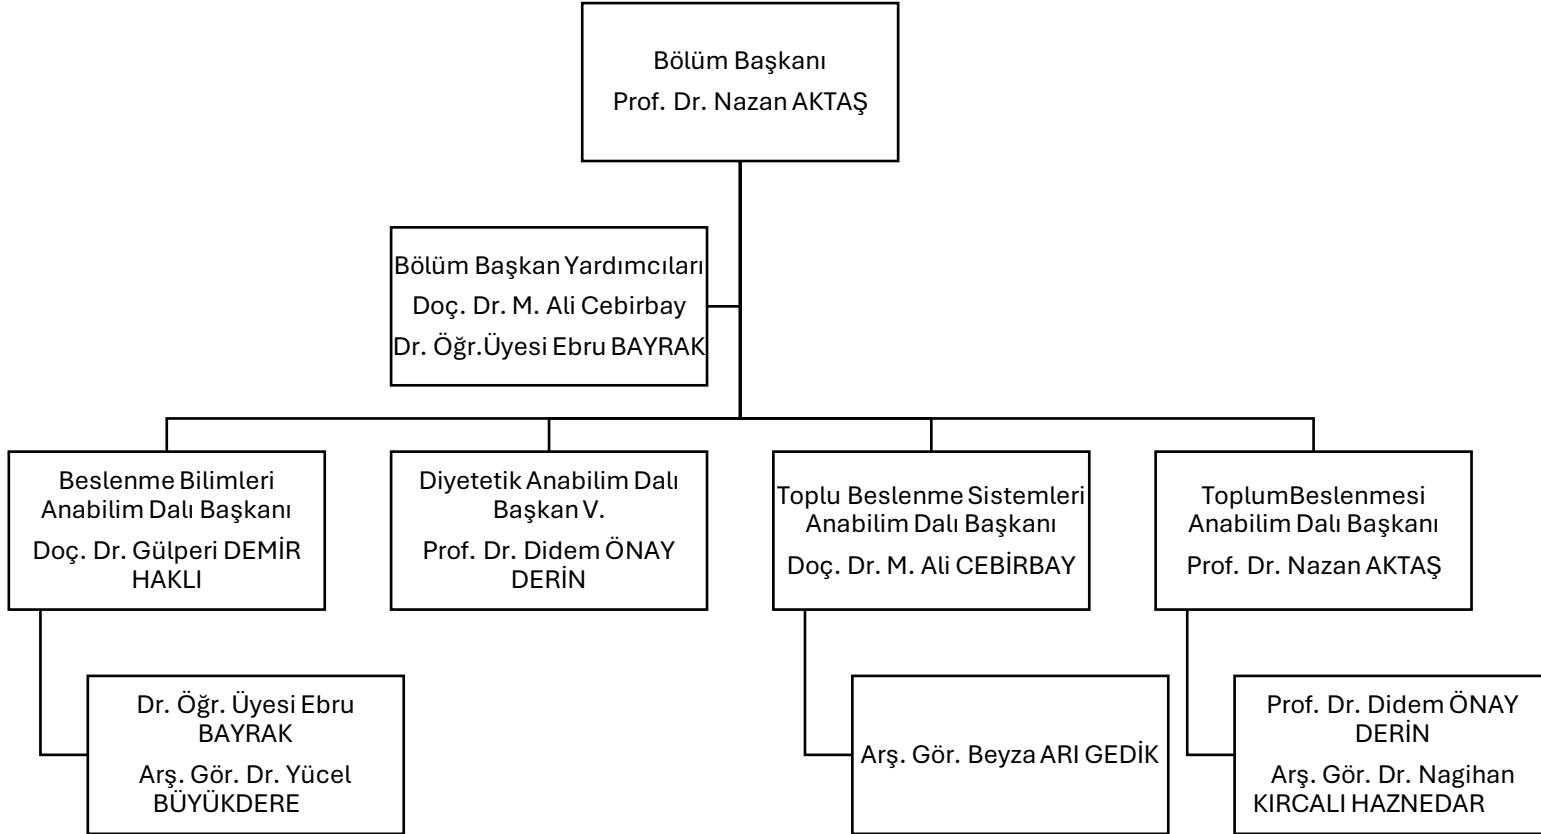 Bölüm Başkanı
Prof. Dr. Nazan AKTAŞ
Bölüm Başkan Yardımcıları
Doç. Dr. M. Ali Cebirbay
Dr. Öğr.Üyesi Ebru BAYRAK
Beslenme Bilimleri
Anabilim Dalı Başkanı
Doç. Dr. Gülperi DEMİR
HAKLI
Diyetetik Anabilim Dalı
Başkan V.
Prof. Dr. Didem ÖNAY
DERİN
Toplu Beslenme Sistemleri
Anabilim Dalı Başkanı
Doç. Dr. M. Ali CEBİRBAY
ToplumBeslenmesi
Anabilim Dalı Başkanı
Prof. Dr. Nazan AKTAŞ
Dr. Öğr. Üyesi Ebru
BAYRAK
Arş. Gör. Dr. Yücel
BÜYÜKDERE
Arş. Gör. Beyza ARI GEDİK
Prof. Dr. Didem ÖNAY
DERİN
Arş. Gör. Dr. Nagihan
KIRCALI HAZNEDAR